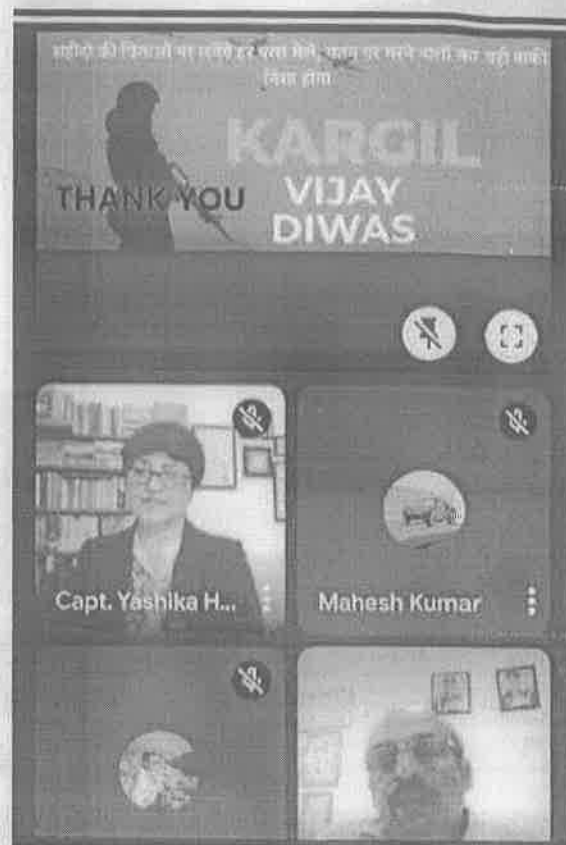 शहीदों की चिताओं पर लगेंगे हर बरस मेले, वतन पर मरने वालों का यही बाकी
निशां होगा
KARGIL
THANK YOU
VIJAY
DIWAS
Capt. Yashika H...
Mahesh Kumar